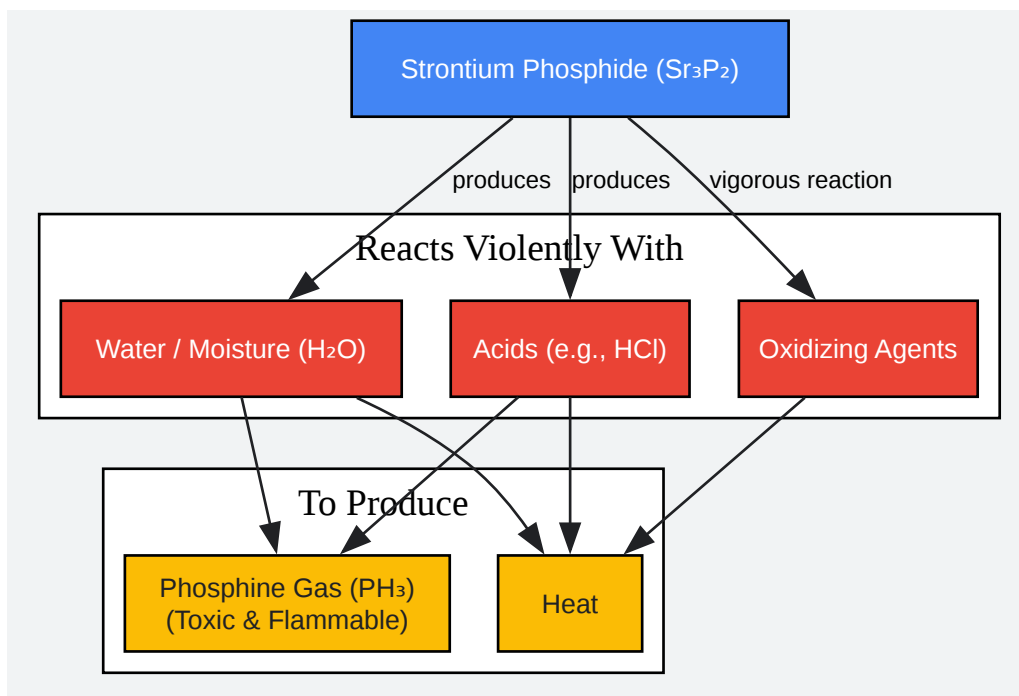 Strontium Phosphide (Sr₃P₂)
produces
produces
vigorous reaction
Reacts Violently With
Water / Moisture (H₂O)
Acids (e.g., HCl)
Oxidizing Agents
To Produce
Phosphine Gas (PH₃)
(Toxic & Flammable)
Heat